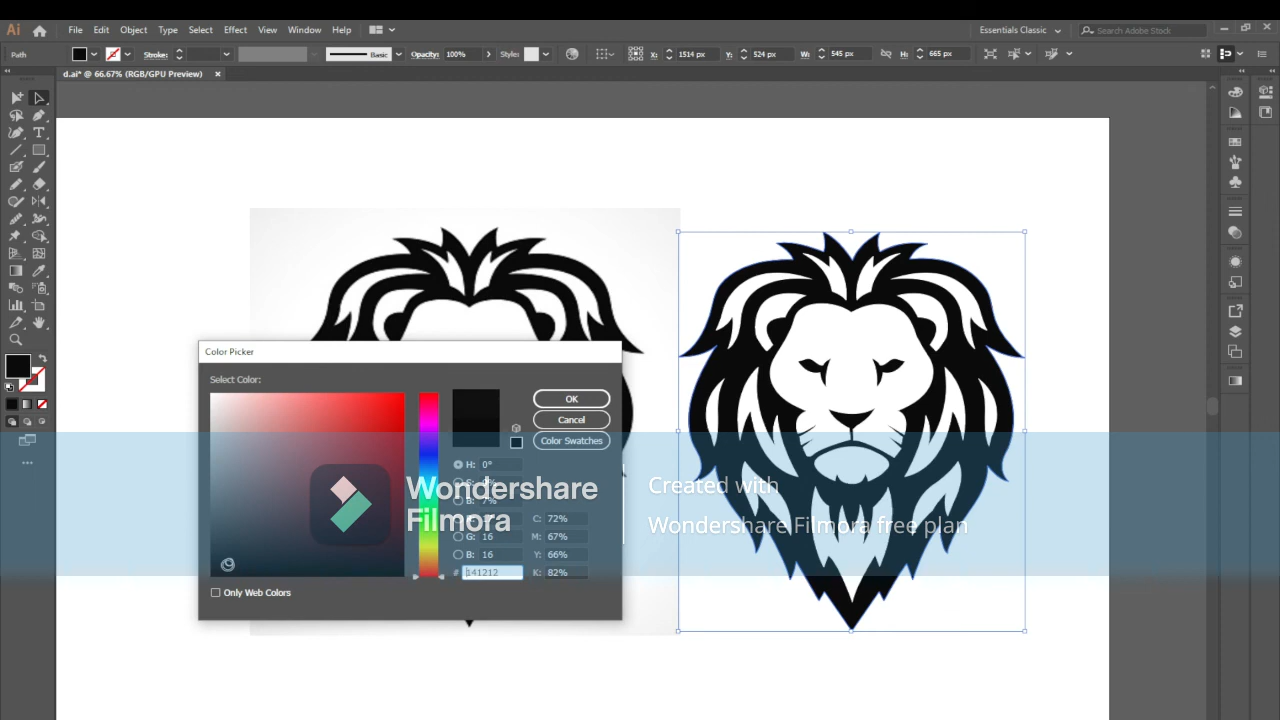 Ai File Edit Object Type Select Effect View Window Help Essentials Classic Search Adobe Stock
Path Stroke: Basic Opacity: 100% Style: X: 1514 px Y: 524 px W: 545 px H: 665 px
d.ai* @ 66.67% (RGB/GPU Preview)
Color Picker
Select Color:
OK
Cancel
Color Swatches
H: 0°
B: 7%
C: 72%
G: 16 M: 67%
B: 16 Y: 66%
# 141212 K: 82%
Only Web Colors
Wondershare
Filmora
Created with
Wondershare Filmora free plan